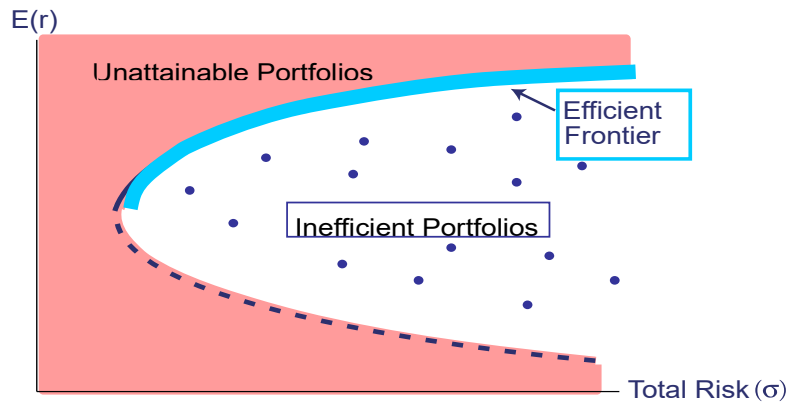 E(r)
Unattainable Portfolios
Efficient
Frontier
Inefficient Portfolios
Total Risk (σ)